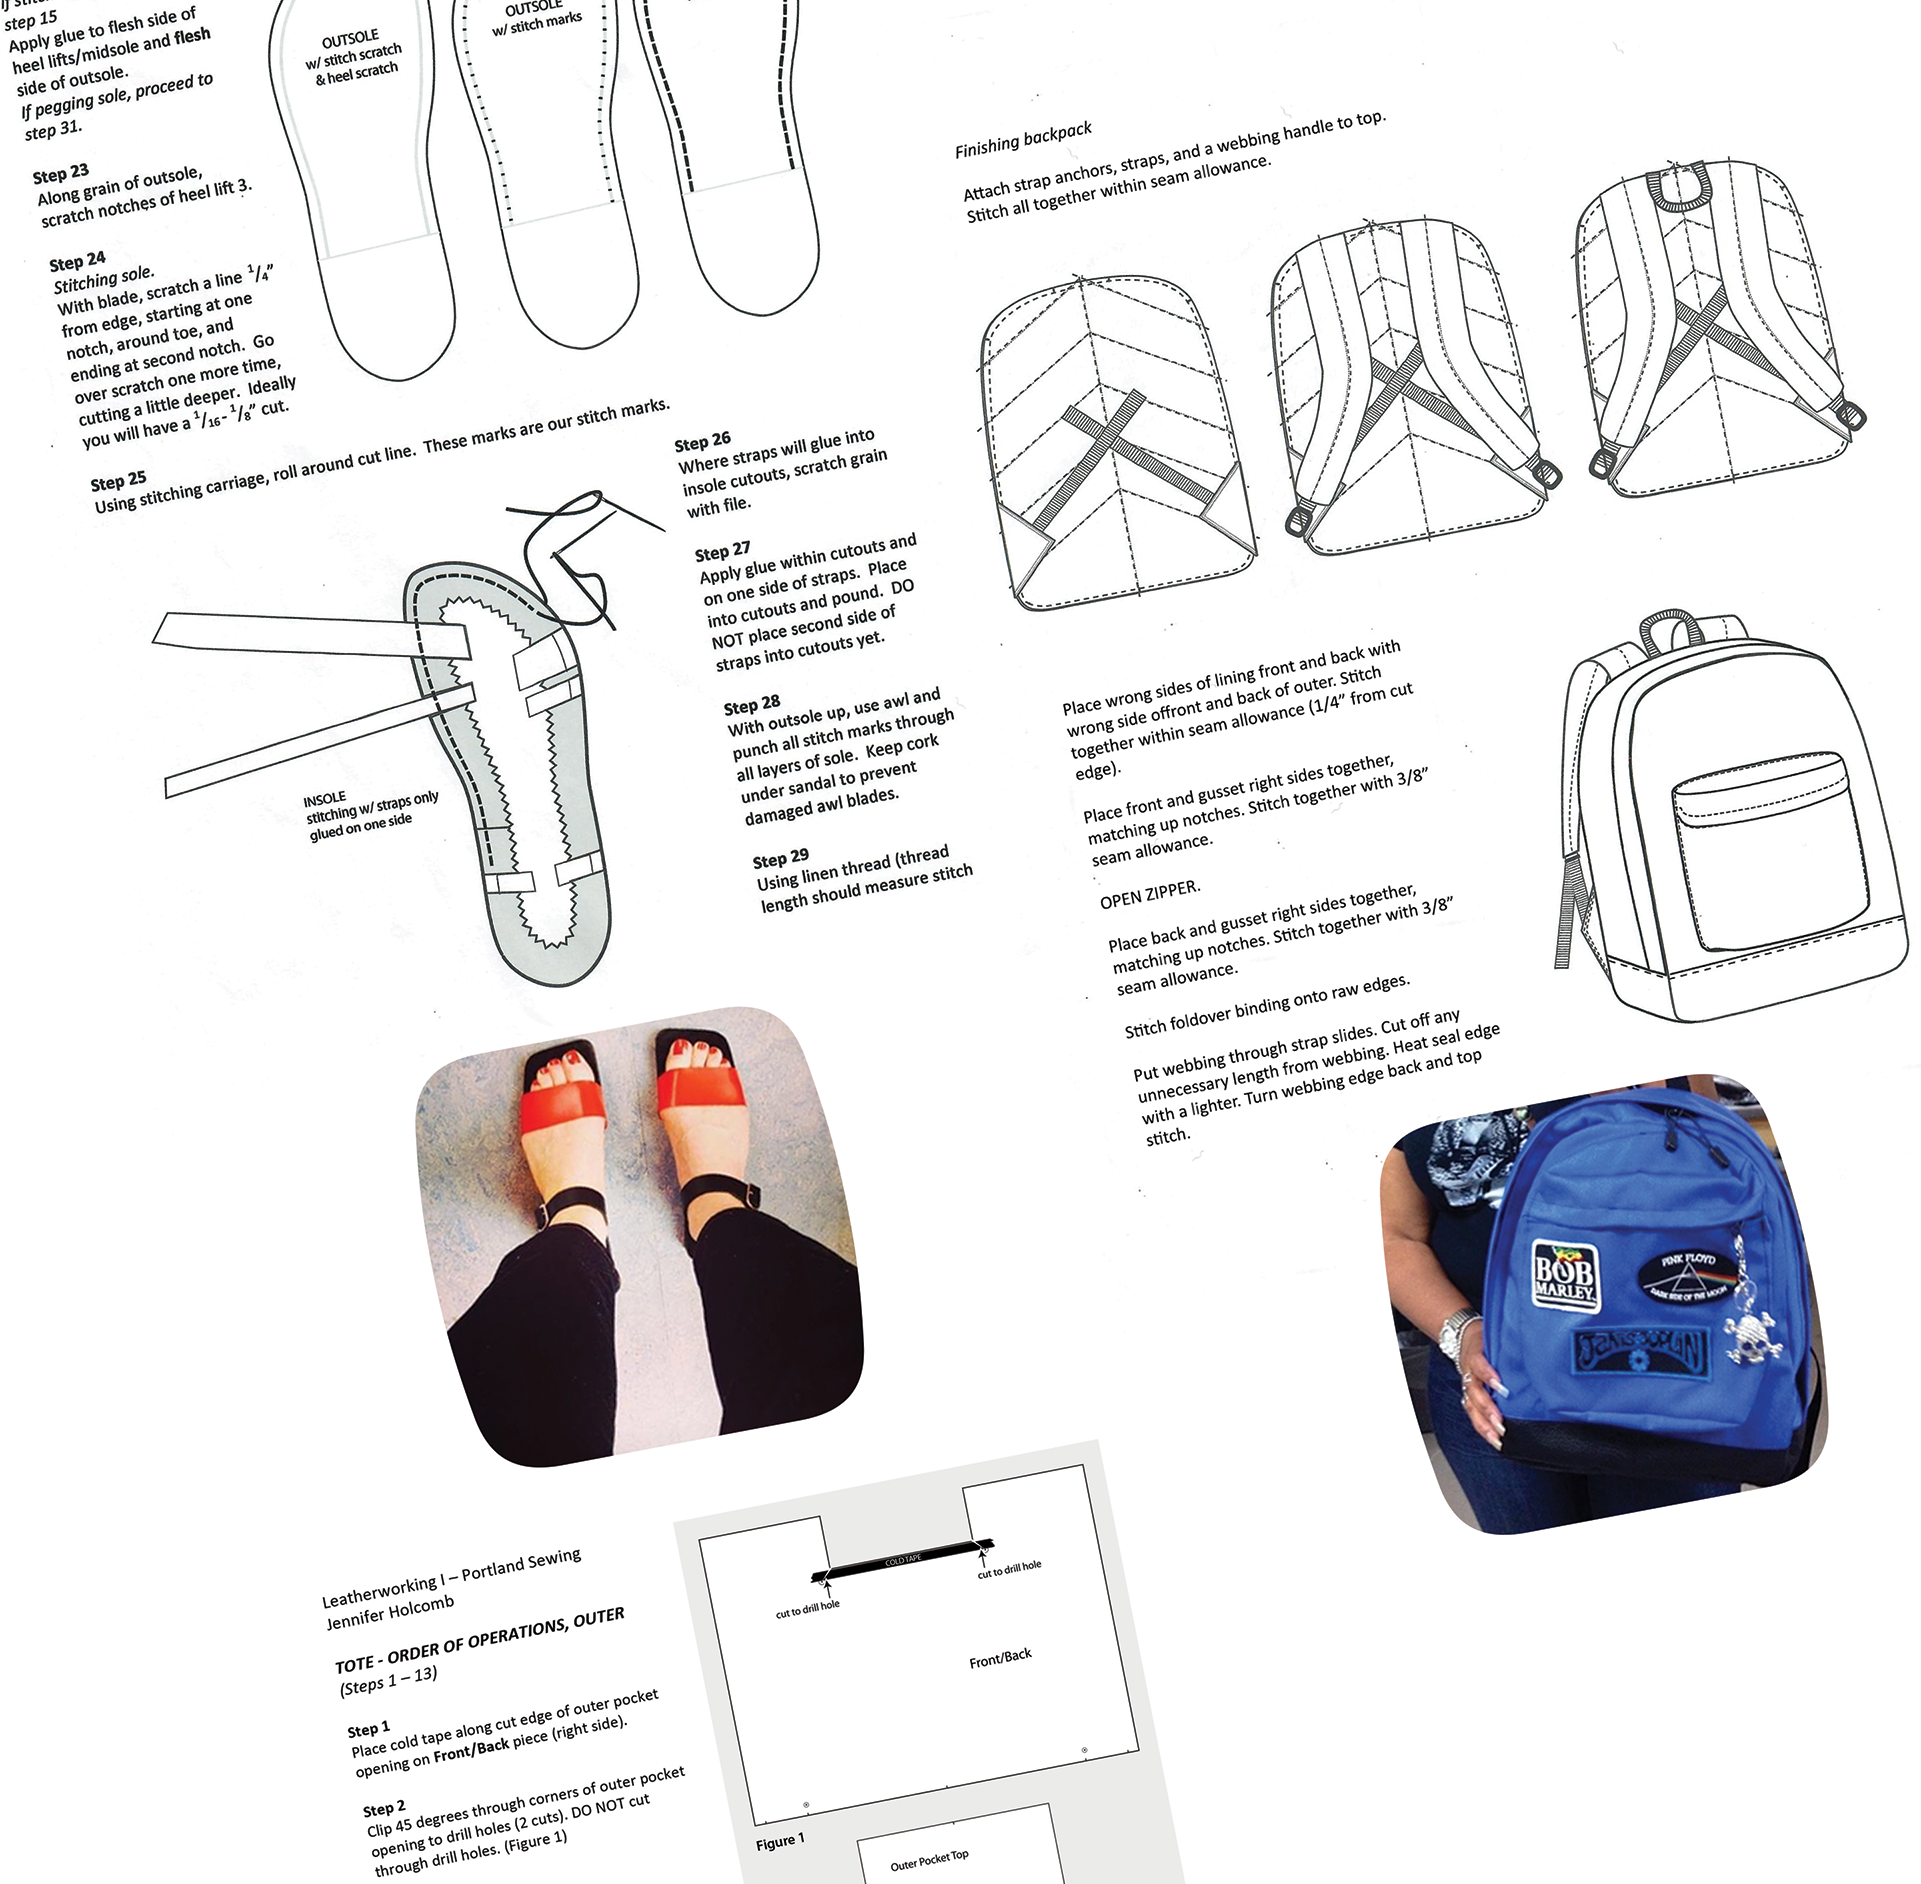 step 15
Apply glue to flesh side of
heel lifts/midsole and flesh
side of outsole.
If pegging sole, proceed to
step 31.
Step 23
Along grain of outsole,
scratch notches of heel lift 3.
Step 24
Stitching sole.
With blade, scratch a line 1/4”
from edge, starting at one
notch, around toe, and
ending at second notch.  Go
over scratch one more time,
cutting a little deeper.  Ideally
you will have a 1/16- 1/8” cut.
Step 25
Using stitching carriage, roll around cut line.  These marks are our stitch marks.
OUTSOLE
w/ stitch scratch
& heel scratch
OUTSOLE
w/ stitch marks
INSOLE
stitching w/ straps only
glued on one side
Step 26
Where straps will glue into
insole cutouts, scratch grain
with file.
Step 27
Apply glue within cutouts and
on one side of straps.  Place
into cutouts and pound.  DO
NOT place second side of
straps into cutouts yet.
Step 28
With outsole up, use awl and
punch all stitch marks through
all layers of sole.  Keep cork
under sandal to prevent
damaged awl blades.
Step 29
Using linen thread (thread
length should measure stitch
Finishing backpack
Attach strap anchors, straps, and a webbing handle to top.
Stitch all together within seam allowance.
Place wrong sides of lining front and back with
wrong side offront and back of outer. Stitch
together within seam allowance (1/4” from cut
edge).
Place front and gusset right sides together,
matching up notches. Stitch together with 3/8”
seam allowance.
OPEN ZIPPER.
Place back and gusset right sides together,
matching up notches. Stitch together with 3/8”
seam allowance.
Stitch foldover binding onto raw edges.
Put webbing through strap slides. Cut off any
unnecessary length from webbing. Heat seal edge
with a lighter. Turn webbing edge back and top
stitch.
BOB
MARLEY
PINK FLOYD
DARK SIDE OF THE MOON
JANIS JOPLIN
Leatherworking I – Portland Sewing
Jennifer Holcomb
TOTE - ORDER OF OPERATIONS, OUTER
(Steps 1 – 13)
Step 1
Place cold tape along cut edge of outer pocket
opening on Front/Back piece (right side).
Step 2
Clip 45 degrees through corners of outer pocket
opening to drill holes (2 cuts). DO NOT cut
through drill holes. (Figure 1)
COLD TAPE
cut to drill hole
cut to drill hole
Front/Back
Figure 1
Outer Pocket Top